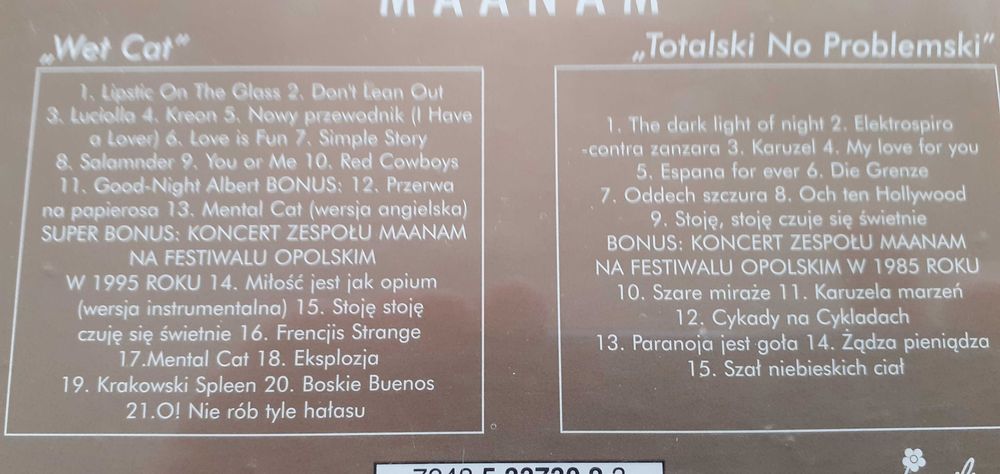 MAANAM
„Wet Cat"
1. Lipstic On The Glass 2. Don't Lean Out
3. Luciolla 4. Kreon 5. Nowy przewodnik (I Have
a Lover) 6. Love is Fun 7. Simple Story
8. Salamnder 9. You or Me 10. Red Cowboys
11. Good-Night Albert BONUS: 12. Przerwa
na papierosa 13. Mental Cat (wersja angielska)
SUPER BONUS: KONCERT ZESPOŁU MAANAM
NA FESTIWALU OPOLSKIM
W 1995 ROKU 14. Miłość jest jak opium
(wersja instrumentalna) 15. Stoję stoję
czuję się świetnie 16. Frencjis Strange
17.Mental Cat 18. Eksplozja
19. Krakowski Spleen 20. Boskie Buenos
21.O! Nie rób tyle hałasu
„Totalski No Problemski"
1. The dark light of night 2. Elektrospiro
-contra zanzara 3. Karuzel 4. My love for you
5. Espana for ever 6. Die Grenze
7. Oddech szczura 8. Och ten Hollywood
9. Stoję, stoję czuje się świetnie
BONUS: KONCERT ZESPOŁU MAANAM
NA FESTIWALU OPOLSKIM W 1985 ROKU
10. Szare miraże 11. Karuzela marzeń
12. Cykady na Cykladach
13. Paranoja jest goła 14. Żądza pieniądza
15. Szał niebieskich ciał